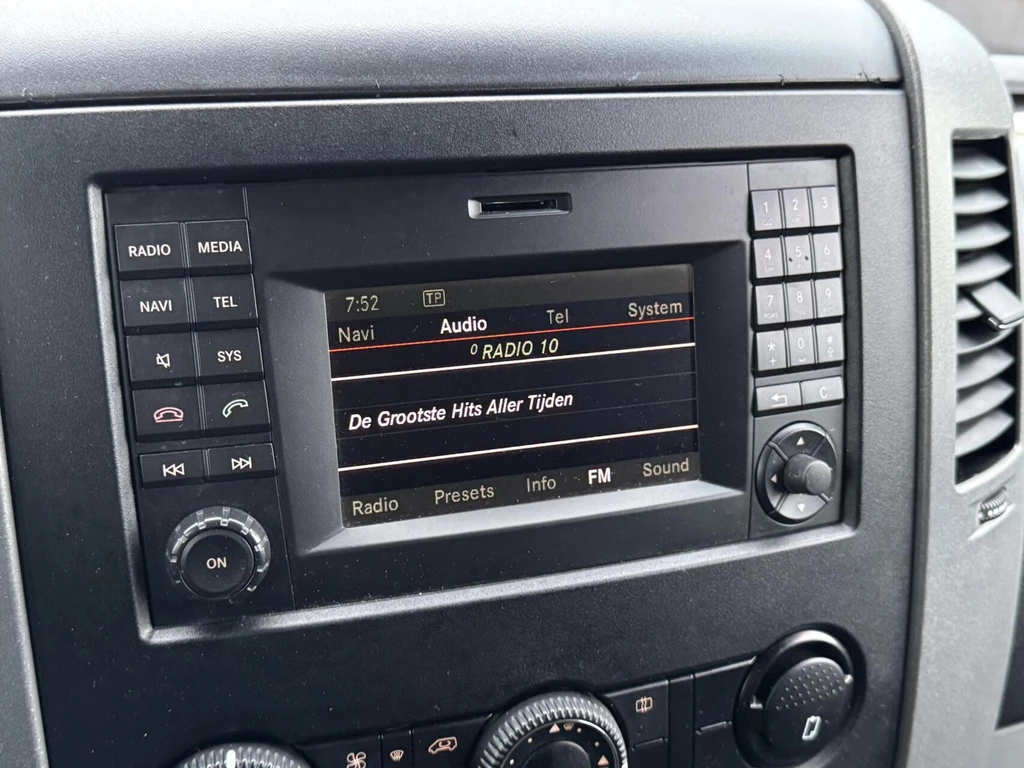 RADIO MEDIA
NAVI TEL
SYS
ON
7:52 TP
Navi Audio Tel System
0 RADIO 10
De Grootste Hits Aller Tijden
Radio Presets Info FM Sound
1 2 3
4 5 6
7 8 9
* 0 #
+
C